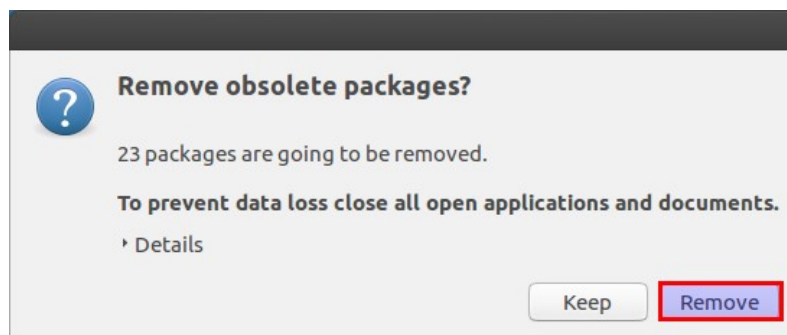 Remove obsolete packages?
23 packages are going to be removed.
To prevent data loss close all open applications and documents.
Details
Keep Remove